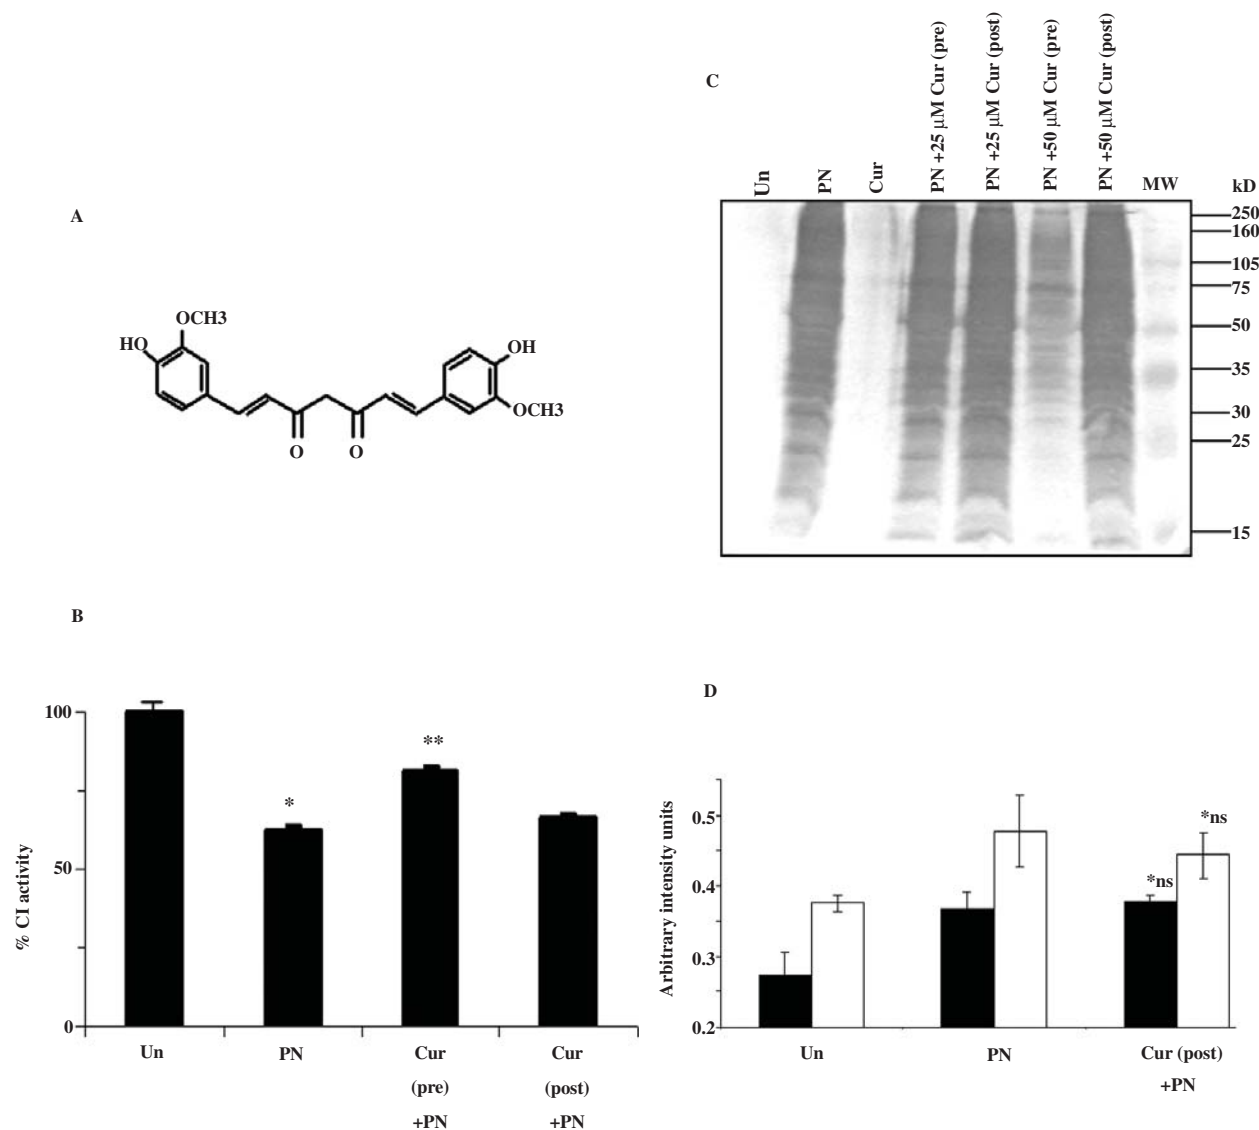 A
HO
OCH3
O
O
OH
OCH3
B
% CI activity
100
50
0
*
**
Un
PN
Cur
(pre)
+PN
Cur
(post)
+PN
C
Un
PN
Cur
PN +25 µM Cur (pre)
PN +25 µM Cur (post)
PN +50 µM Cur (pre)
PN +50 µM Cur (post)
MW
kD
250
160
105
75
50
35
30
25
15
D
Arbitrary intensity units
0.5
0.4
0.3
0.2
*ns
*ns
Un
PN
Cur (post)
+PN